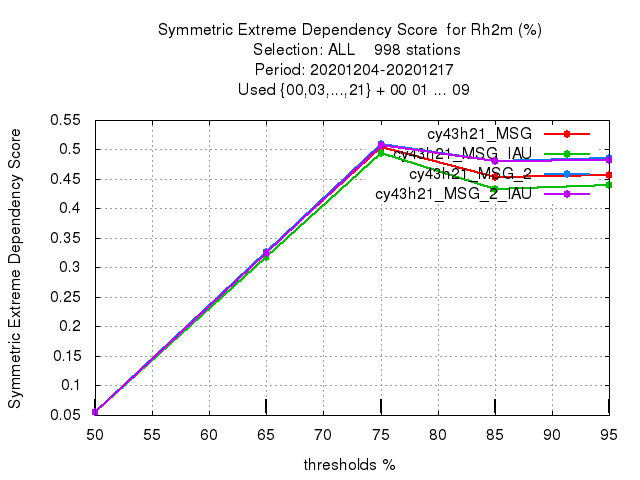 Symmetric Extreme Dependency Score  for Rh2m (%)
Selection: ALL    998 stations
Period: 20201204-20201217
Used {00,03,...,21} + 00 01 ... 09
Symmetric Extreme Dependency Score
0.55
0.5
0.45
0.4
0.35
0.3
0.25
0.2
0.15
0.1
0.05
cy43h21_MSG
cy43h21_MSG_IAU
cy43h21_MSG_2
cy43h21_MSG_2_IAU
50 55 60 65 70 75 80 85 90 95
thresholds %